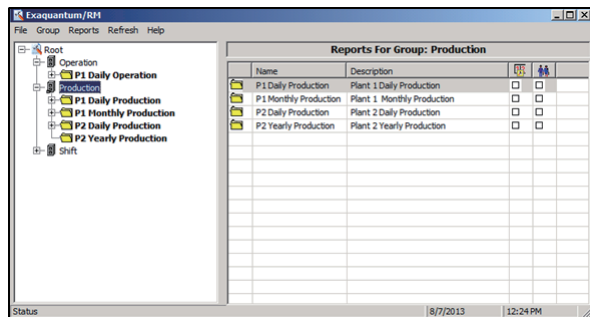 Exaquantum/RM
File Group Reports Refresh Help
Root
Operation
P1 Daily Operation
Production
P1 Daily Production
P1 Monthly Production
P2 Daily Production
P2 Yearly Production
Shift
Reports For Group: Production
Name Description
P1 Daily Production Plant 1 Daily Production
P1 Monthly Production Plant 1 Monthly Production
P2 Daily Production Plant 2 Daily Production
P2 Yearly Production Plant 2 Yearly Production
Status 8/7/2013 12:24 PM